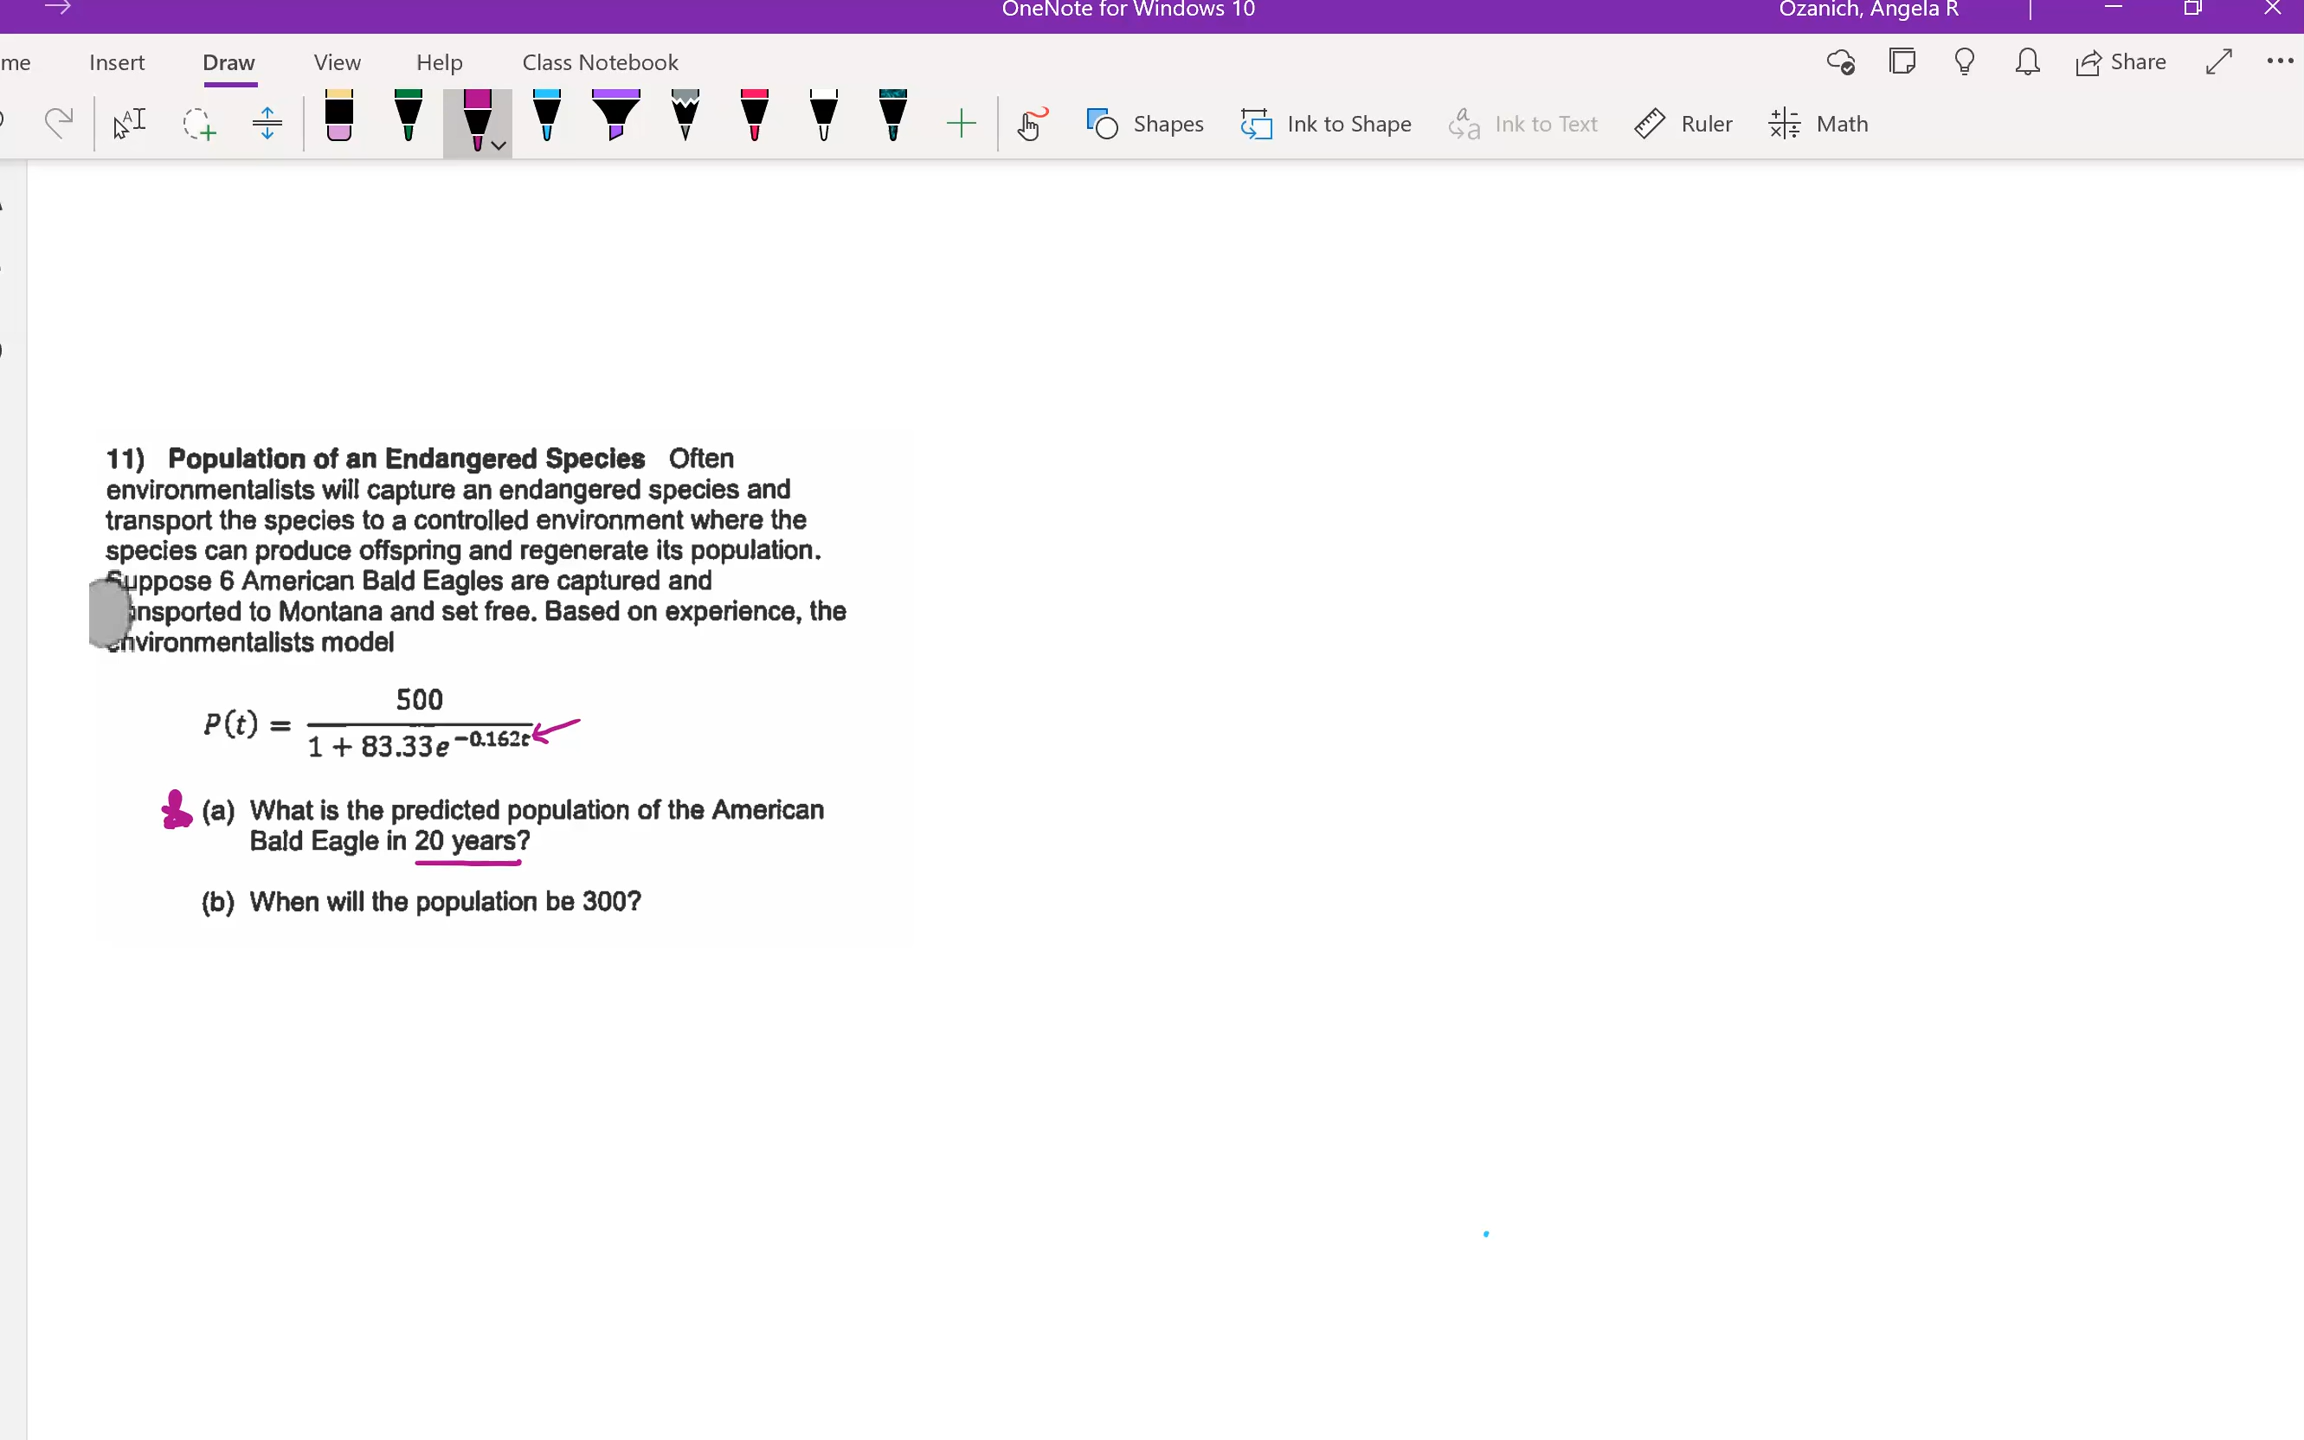 OneNote for Windows 10
Ozanich, Angela R
Insert Draw View Help Class Notebook
Share
Shapes Ink to Shape Ink to Text Ruler Math
11) Population of an Endangered Species Often
environmentalists will capture an endangered species and
transport the species to a controlled environment where the
species can produce offspring and regenerate its population.
Suppose 6 American Bald Eagles are captured and
nsported to Montana and set free. Based on experience, the
environmentalists model
P(t) = 500 / 1 + 83.33e^-0.162t
(a) What is the predicted population of the American
Bald Eagle in 20 years?
(b) When will the population be 300?